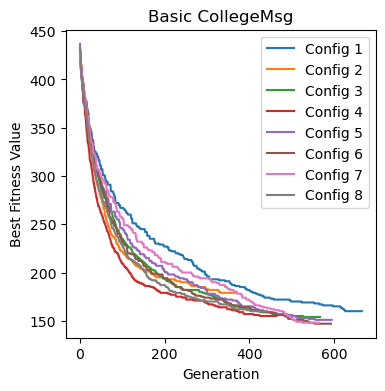 Basic CollegeMsg
Best Fitness Value
450
400
350
300
250
200
150
Config 1
Config 2
Config 3
Config 4
Config 5
Config 6
Config 7
Config 8
0
200
400
600
Generation